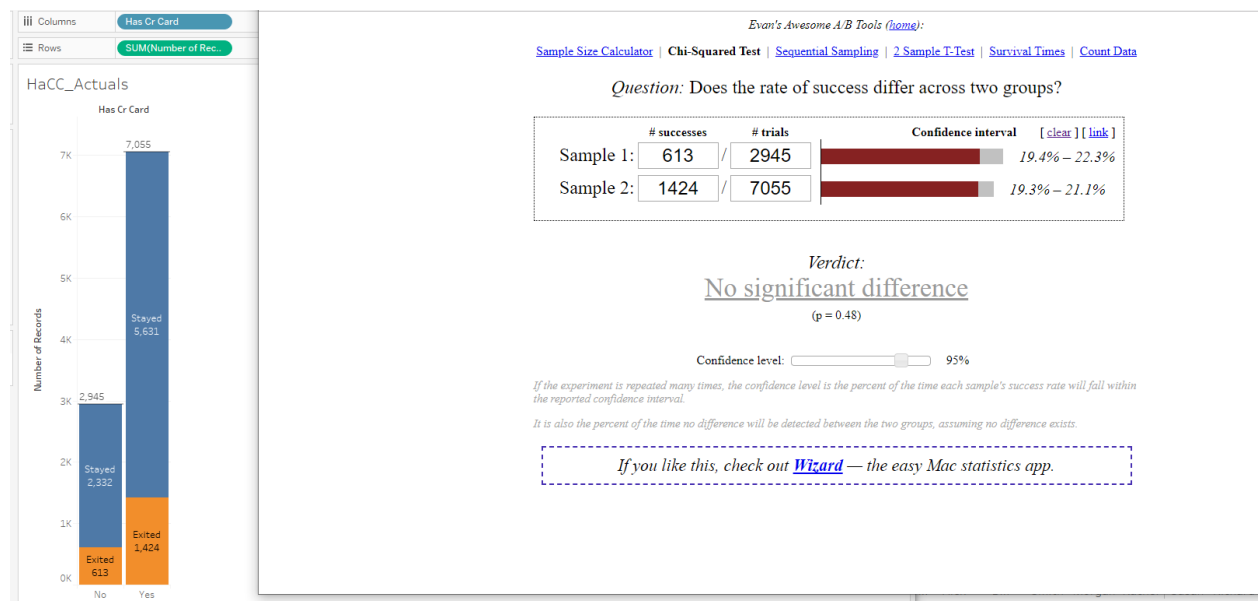 Columns
Has Cr Card
Rows
SUM(Number of Rec..
HaCC_Actuals
Has Cr Card
7,055
7K
6K
5K
Stayed
5,631
4K
Number of Records
3K
2,945
2K
Stayed
2,332
1K
Exited
1,424
Exited
613
0K
No
Yes
Evan's Awesome A/B Tools (home):
Sample Size Calculator | Chi-Squared Test | Sequential Sampling | 2 Sample T-Test | Survival Times | Count Data
Question: Does the rate of success differ across two groups?
# successes # trials Confidence interval [ clear ] [ link ]
Sample 1: 613 / 2945 19.4% – 22.3%
Sample 2: 1424 / 7055 19.3% – 21.1%
Verdict:
No significant difference
(p = 0.48)
Confidence level: 95%
If the experiment is repeated many times, the confidence level is the percent of the time each sample's success rate will fall within
the reported confidence interval.
It is also the percent of the time no difference will be detected between the two groups, assuming no difference exists.
If you like this, check out Wizard — the easy Mac statistics app.